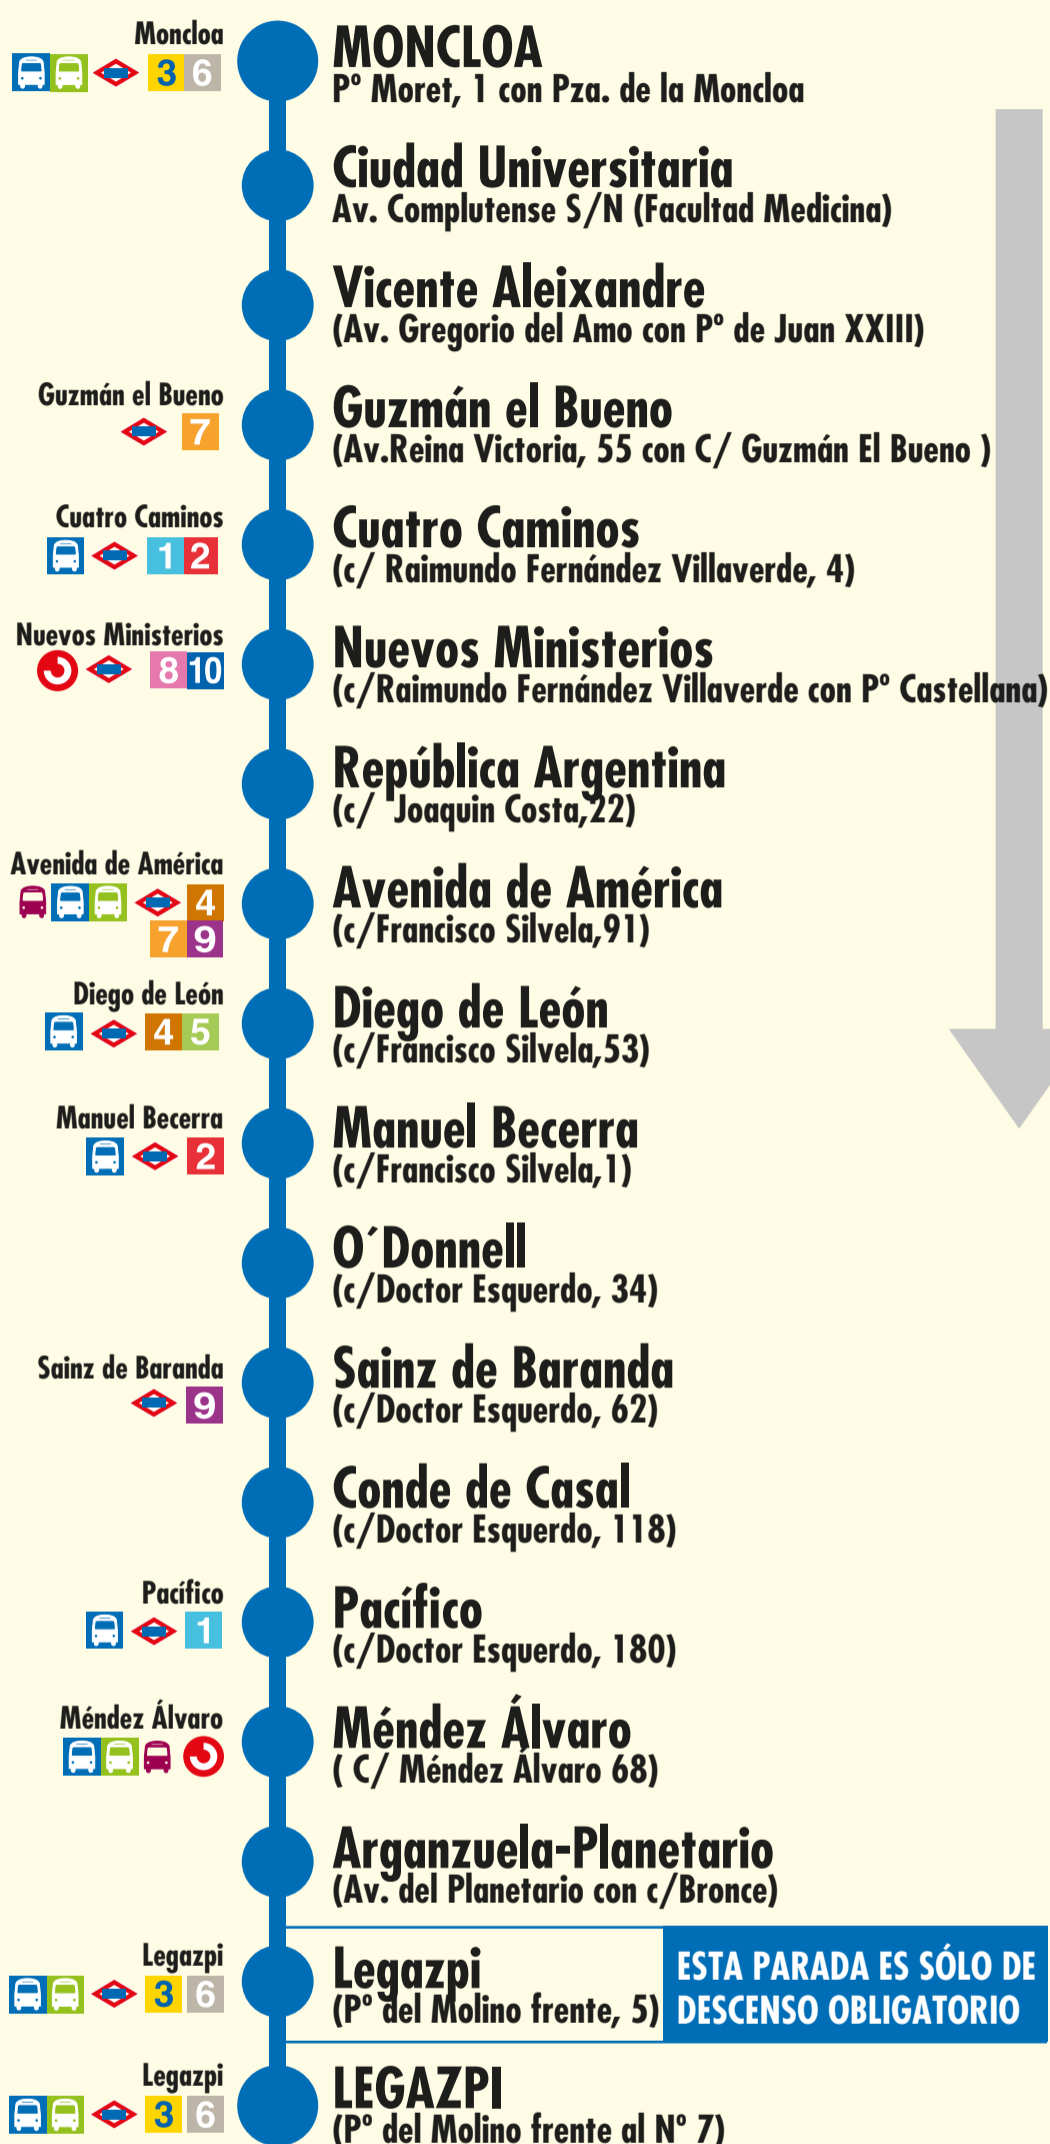 Moncloa
3 6
MONCLOA
Pº Moret, 1 con Pza. de la Moncloa
Ciudad Universitaria
Av. Complutense S/N (Facultad Medicina)
Vicente Aleixandre
(Av. Gregorio del Amo con Pº de Juan XXIII)
Guzmán el Bueno
7
Guzmán el Bueno
(Av.Reina Victoria, 55 con C/ Guzmán El Bueno )
Cuatro Caminos
1 2
Cuatro Caminos
(c/ Raimundo Fernández Villaverde, 4)
Nuevos Ministerios
8 10
Nuevos Ministerios
(c/Raimundo Fernández Villaverde con Pº Castellana)
República Argentina
(c/ Joaquin Costa,22)
Avenida de América
4
7 9
Avenida de América
(c/Francisco Silvela,91)
Diego de León
4 5
Diego de León
(c/Francisco Silvela,53)
Manuel Becerra
2
Manuel Becerra
(c/Francisco Silvela,1)
O´Donnell
(c/Doctor Esquerdo, 34)
Sainz de Baranda
9
Sainz de Baranda
(c/Doctor Esquerdo, 62)
Conde de Casal
(c/Doctor Esquerdo, 118)
Pacífico
1
Pacífico
(c/Doctor Esquerdo, 180)
Méndez Álvaro
Méndez Álvaro
( C/ Méndez Álvaro 68)
Arganzuela-Planetario
(Av. del Planetario con c/Bronce)
Legazpi
3 6
Legazpi
(Pº del Molino frente, 5)
ESTA PARADA ES SÓLO DE
DESCENSO OBLIGATORIO
Legazpi
3 6
LEGAZPI
(Pº del Molino frente al Nº 7)